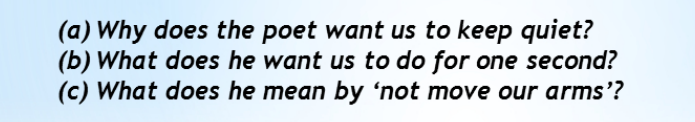 (a) Why does the poet want us to keep quiet?
(b) What does he want us to do for one second?
(c) What does he mean by ‘not move our arms’?